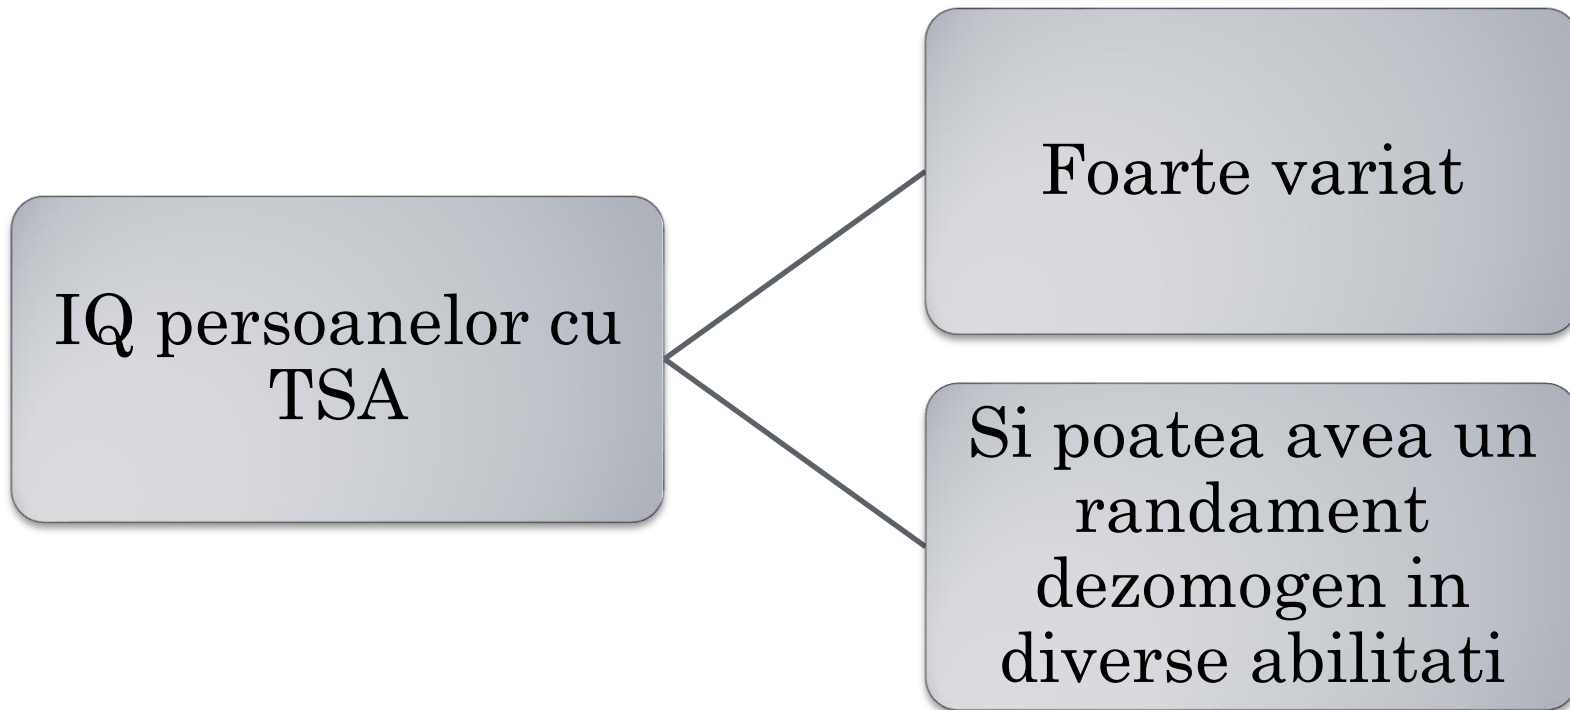 IQ persoanelor cu
TSA
Foarte variat
Si poatea avea un
randament
dezomogen in
diverse abilitati